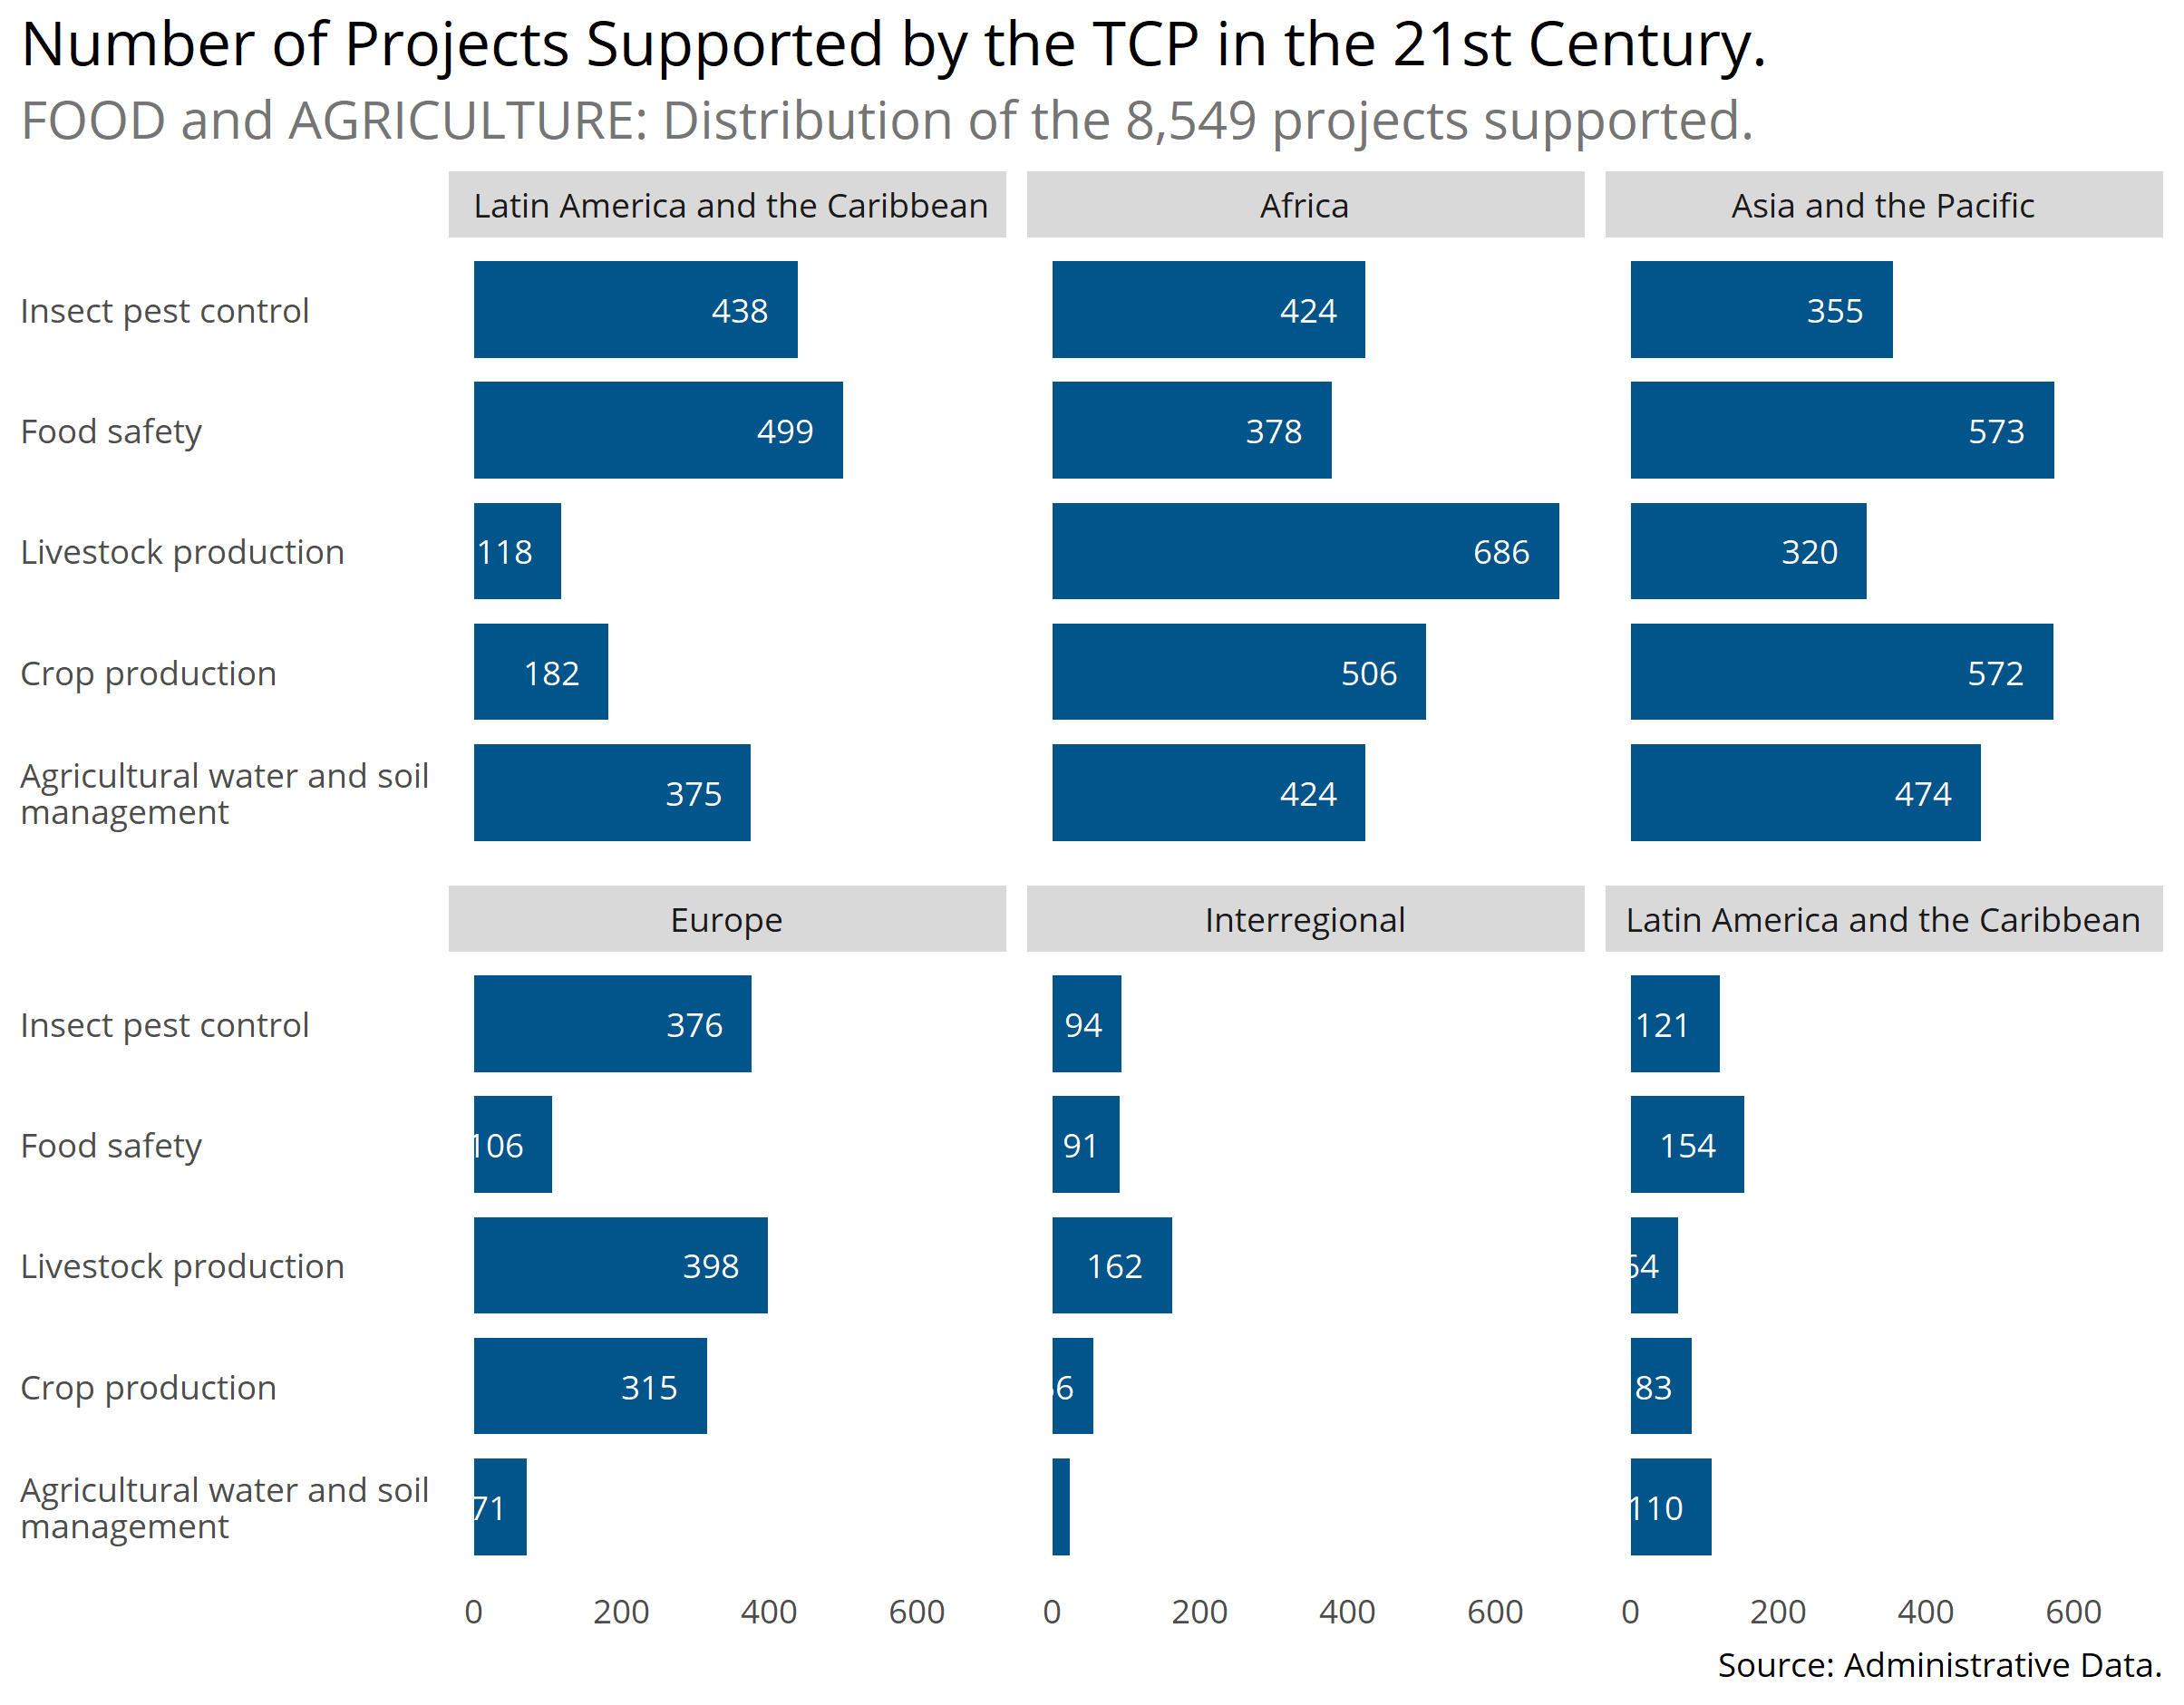 Number of Projects Supported by the TCP in the 21st Century.
FOOD and AGRICULTURE: Distribution of the 8,549 projects supported.
Latin America and the Caribbean Africa Asia and the Pacific
Insect pest control 438 424 355
Food safety 499 378 573
Livestock production 118 686 320
Crop production 182 506 572
Agricultural water and soil
management 375 424 474
Europe Interregional Latin America and the Caribbean
Insect pest control 376 94 121
Food safety 106 91 154
Livestock production 398 162 64
Crop production 315 83
Agricultural water and soil
management 71 110
0 200 400 600 0 200 400 600 0 200 400 600
Source: Administrative Data.